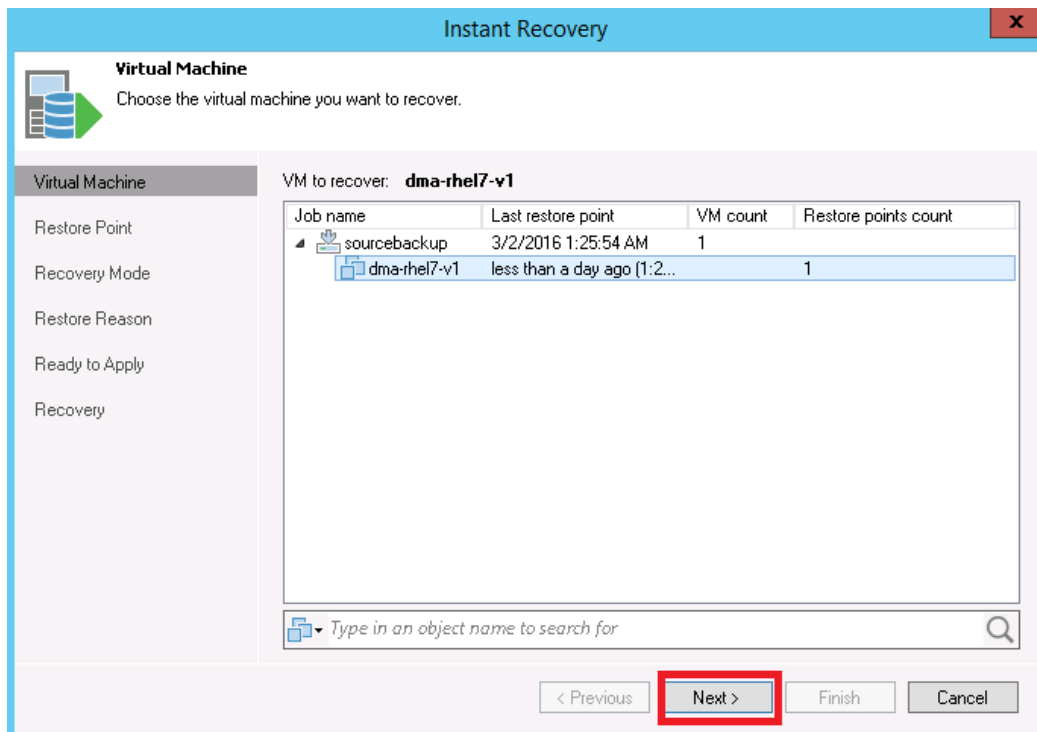 Instant Recovery
x
Virtual Machine
Choose the virtual machine you want to recover.
Virtual Machine
Restore Point
Recovery Mode
Restore Reason
Ready to Apply
Recovery
VM to recover: dma-rhel7-v1
Job name Last restore point VM count Restore points count
sourcebackup 3/2/2016 1:25:54 AM 1
dma-rhel7-v1 less than a day ago (1:2... 1
Type in an object name to search for
< Previous Next > Finish Cancel